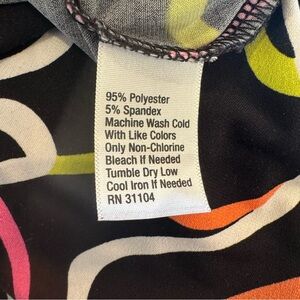 95% Polyester
5% Spandex
Machine Wash Cold
With Like Colors
Only Non-Chlorine
Bleach If Needed
Tumble Dry Low
Cool Iron If Needed
RN 31104